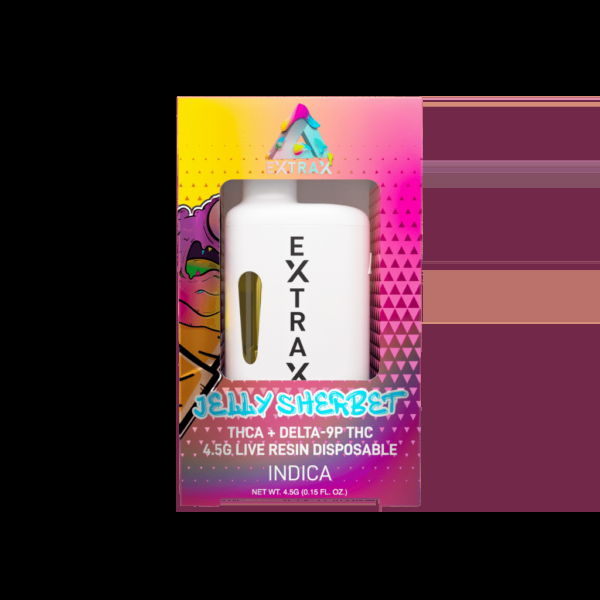 EXTRAX
EXTRAX
JELLY SHERBET
THCA + DELTA-9P THC
4.5G LIVE RESIN DISPOSABLE
INDICA
NET WT. 4.5G (0.15 FL. OZ.)